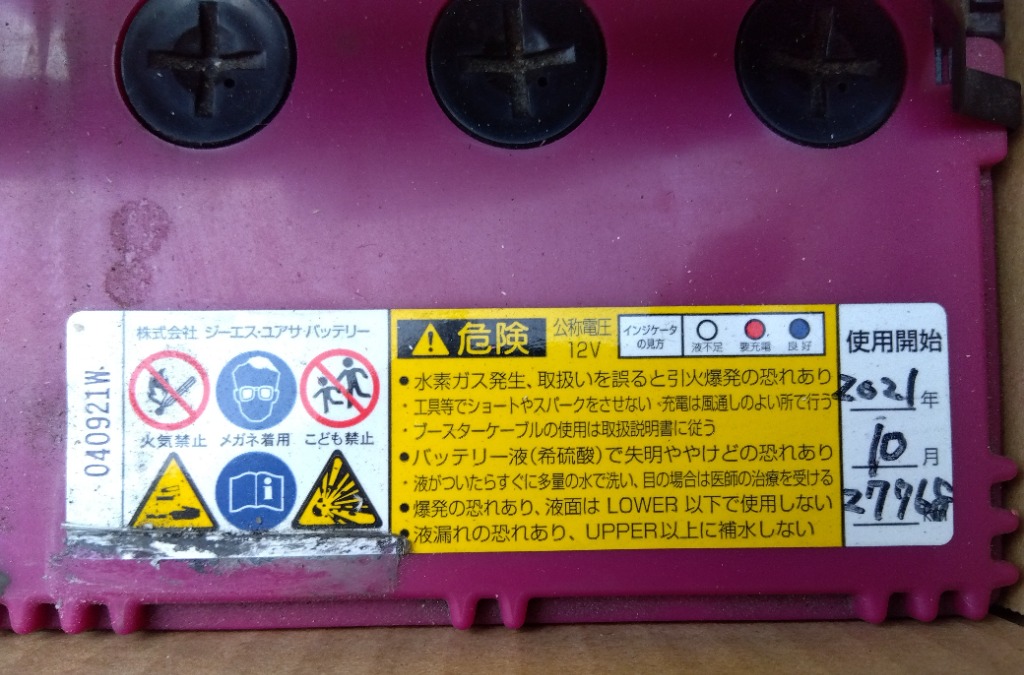 040921W
株式会社 ジーエス・ユアサ バッテリー
火気禁止 メガネ着用 こども禁止
危険
公称電圧
12V
インジケータ
の見方
液不足 要充電 良好
●水素ガス発生、取扱いを誤ると引火爆発の恐れあり
・工具等でショートやスパークをさせない・充電は風通しのよい所で行う
・ブースターケーブルの使用は取扱説明書に従う
●バッテリー液(希硫酸)で失明ややけどの恐れあり
・液がついたらすぐに多量の水で洗い、目の場合は医師の治療を受ける
●爆発の恐れあり、液面は LOWER 以下で使用しない
●液漏れの恐れあり、UPPER以上に補水しない
使用開始
2021年
10月